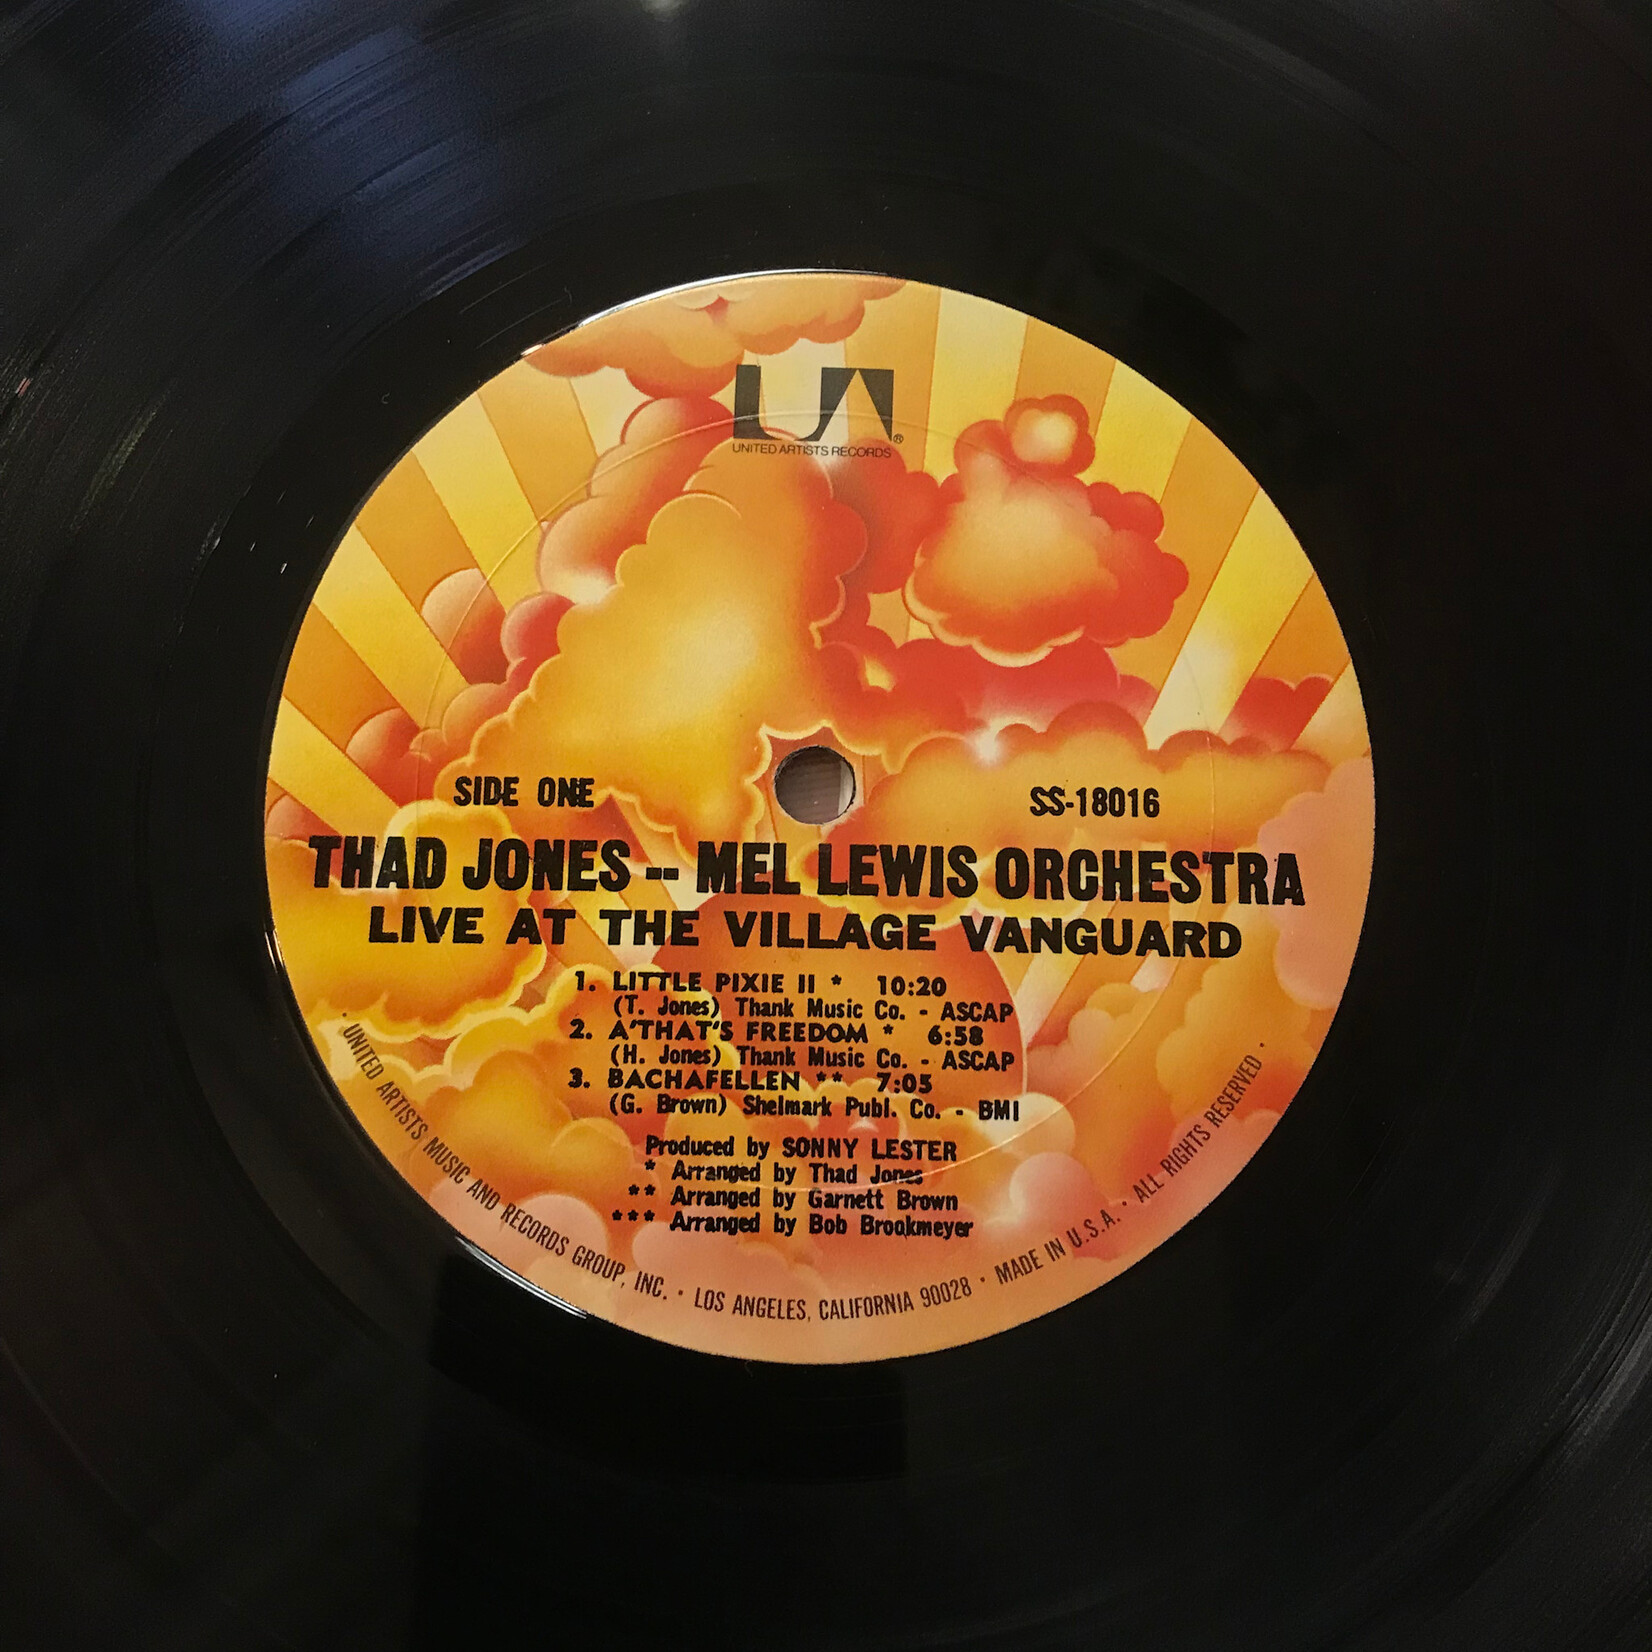 UA®
UNITED ARTISTS RECORDS
SIDE ONE
SS-18016
THAD JONES -- MEL LEWIS ORCHESTRA
LIVE AT THE VILLAGE VANGUARD
1. LITTLE PIXIE II * 10:20
(T. Jones) Thank Music Co. - ASCAP
2. A'THAT'S FREEDOM * 6:58
(H. Jones) Thank Music Co. - ASCAP
3. BACHAFELLEN ** 7:05
(G. Brown) Shelmark Publ. Co. - BMI
Produced by SONNY LESTER
* Arranged by Thad Jones
** Arranged by Garnett Brown
*** Arranged by Bob Brookmeyer
· UNITED ARTISTS MUSIC AND RECORDS GROUP, INC. · LOS ANGELES, CALIFORNIA 90028 · MADE IN U.S.A. · ALL RIGHTS RESERVED ·